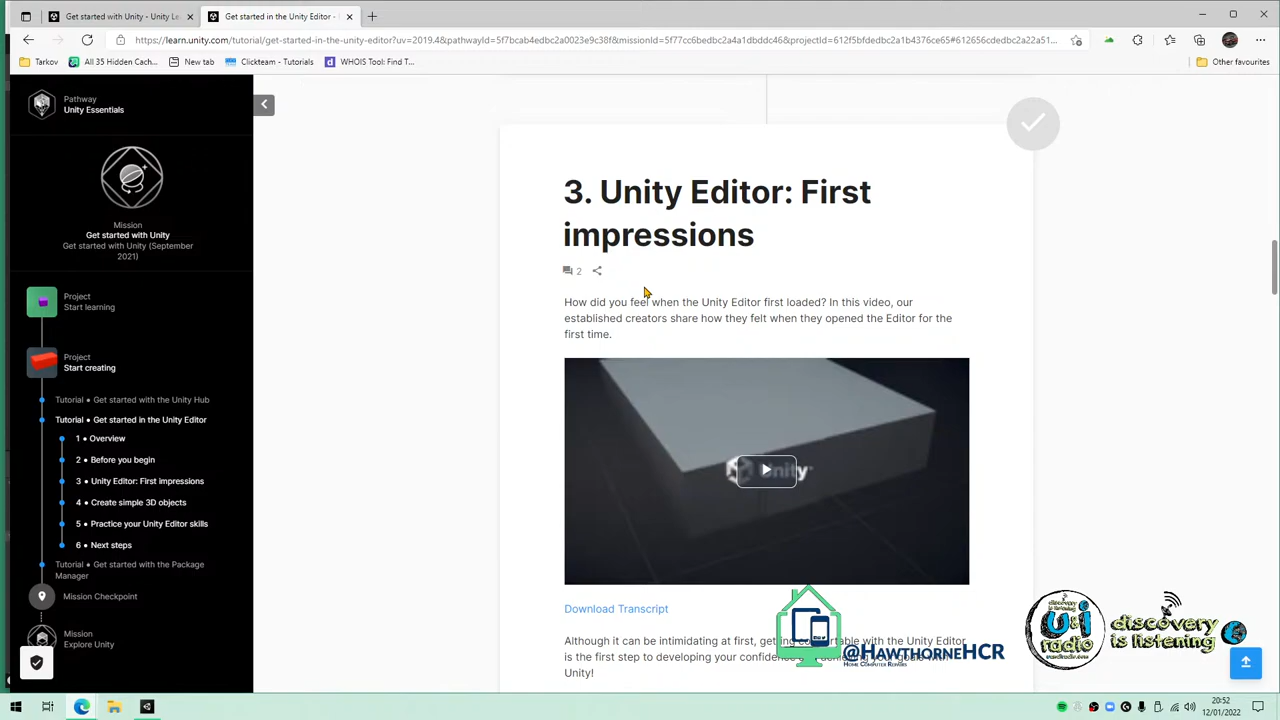 Get started with Unity - Unity Le
Get started in the Unity Editor -
https://learn.unity.com/tutorial/get-started-in-the-unity-editor?uv=2019.4&pathwayId=5f7bcab4edbc2a0023e9c38f&missionId=5f77cc6bedbc2a4a1dbddc46&projectId=612f5bfdedbc2a1b4376ce65#612656cdedbc2a22a51...
Tarkov
All 35 Hidden Cach...
New tab
Clickteam - Tutorials
WHOIS Tool: Find T...
Other favourites
Pathway
Unity Essentials
Mission
Get started with Unity
Get started with Unity (September
2021)
Project
Start learning
Project
Start creating
Tutorial • Get started with the Unity Hub
Tutorial • Get started in the Unity Editor
1 • Overview
2 • Before you begin
3 • Unity Editor: First impressions
4 • Create simple 3D objects
5 • Practice your Unity Editor skills
6 • Next steps
Tutorial • Get started with the Package
Manager
Mission Checkpoint
Mission
Explore Unity
3. Unity Editor: First
impressions
2
How did you feel when the Unity Editor first loaded? In this video, our
established creators share how they felt when they opened the Editor for the
first time.
unity
Download Transcript
Although it can be intimidating at first, getting comfortable with the Unity Editor
is the first step to developing your confidence
Unity!
@HAWTHORNEHCR
HOME COMPUTER REPAIRS
u&i
radio
discovery
is listening
20:52
12/01/2022